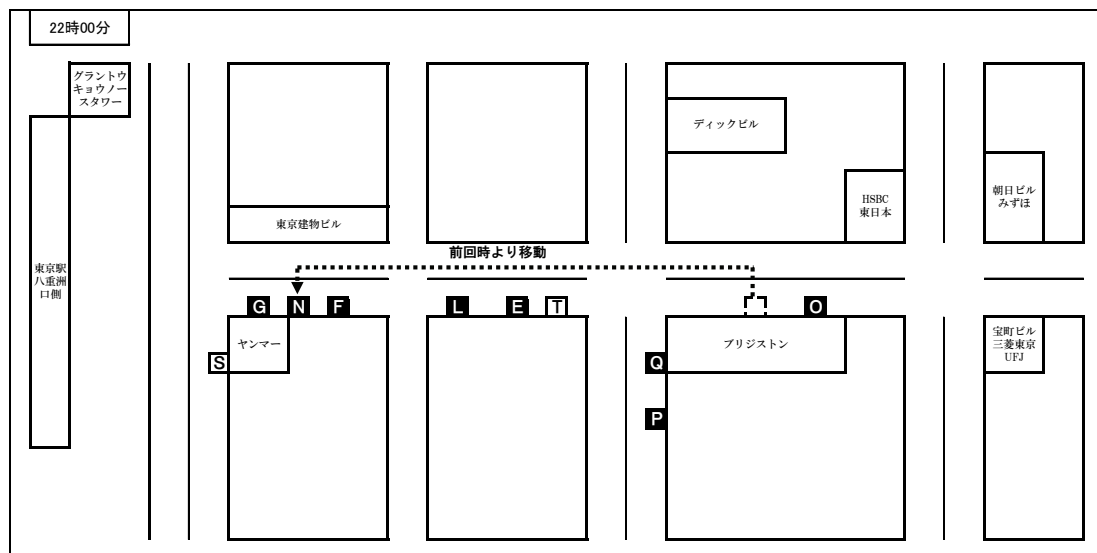 22時00分
グラントウ
キョウノー
スタワー
ディックビル
HSBC
東日本
朝日ビル
みずほ
東京建物ビル
前回時より移動
東京駅
八重洲
口側
G N F L E T O
ヤンマー
ブリジストン
宝町ビル
三菱東京
UFJ
S
Q
P